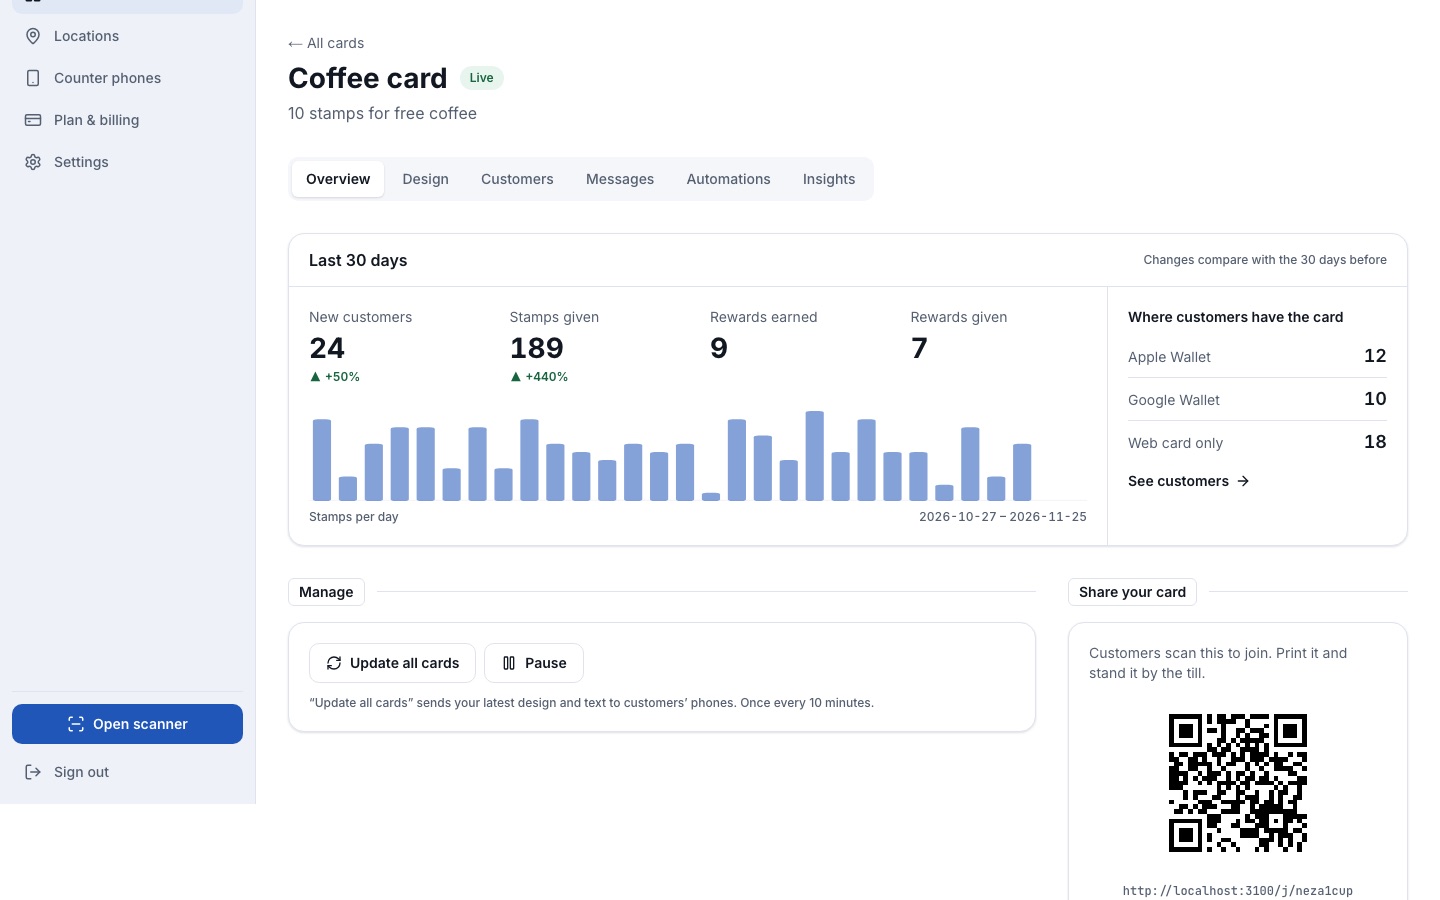 Locations
Counter phones
Plan & billing
Settings
Open scanner
Sign out
← All cards
Coffee card
Live
10 stamps for free coffee
Overview
Design
Customers
Messages
Automations
Insights
Last 30 days
Changes compare with the 30 days before
New customers
24
▲ +50%
Stamps given
189
▲ +440%
Rewards earned
9
Rewards given
7
Stamps per day
2026-10-27 – 2026-11-25
Where customers have the card
Apple Wallet
12
Google Wallet
10
Web card only
18
See customers →
Manage
Update all cards
Pause
“Update all cards” sends your latest design and text to customers’ phones. Once every 10 minutes.
Share your card
Customers scan this to join. Print it and
stand it by the till.
http://localhost:3100/j/neza1cup